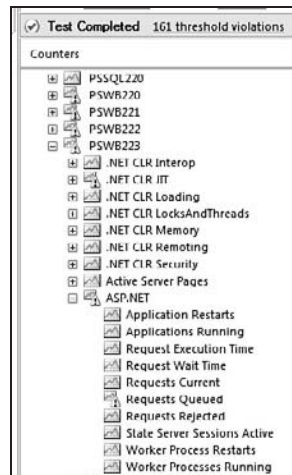 Test Completed 161 threshold violations
Counters
PSSQL220
PSWB220
PSWB221
PSWB222
PSWB223
.NET CLR Interop
.NET CLR JIT
.NET CLR Loading
.NET CLR LocksAndThreads
.NET CLR Memory
.NET CLR Remoting
.NET CLR Security
Active Server Pages
ASP.NET
Application Restarts
Applications Running
Request Execution Time
Request Wait Time
Requests Current
Requests Queued
Requests Rejected
State Server Sessions Active
Worker Process Restarts
Worker Processes Running